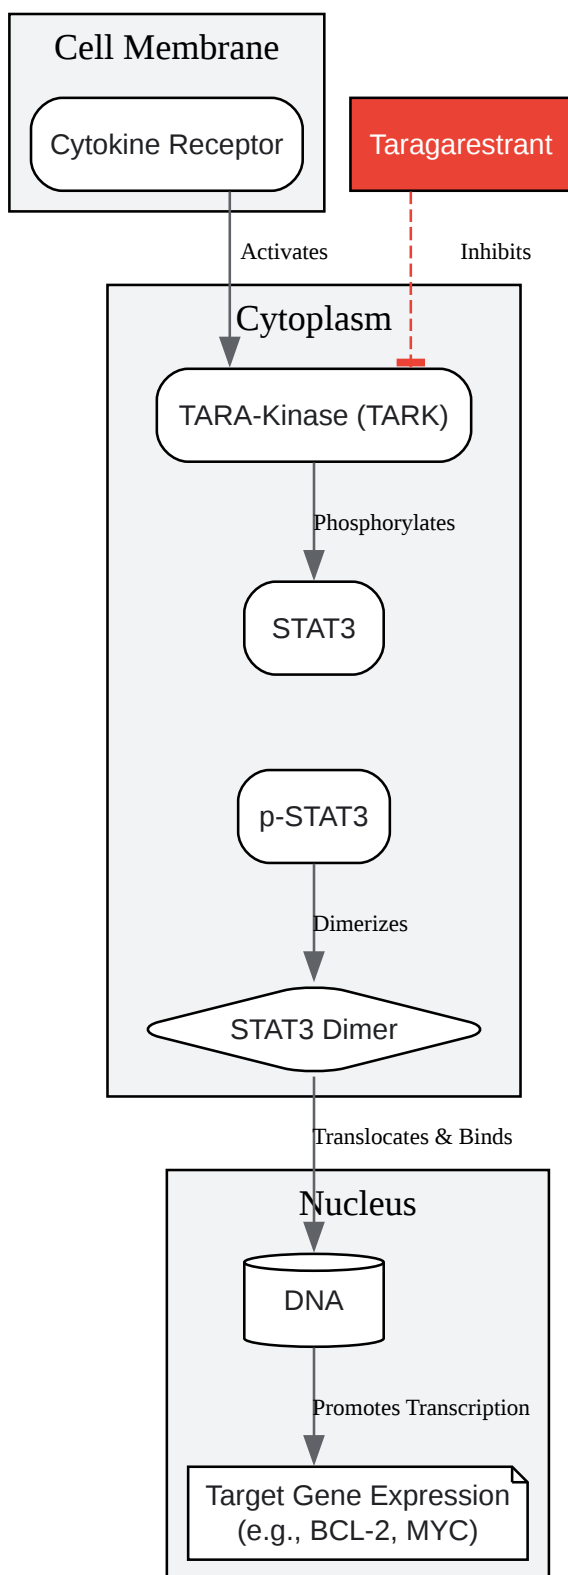 Cell Membrane
Cytokine Receptor
Taragarestrant
Activates
Inhibits
Cytoplasm
TARA-Kinase (TARK)
Phosphorylates
STAT3
p-STAT3
Dimerizes
STAT3 Dimer
Translocates & Binds
Nucleus
DNA
Promotes Transcription
Target Gene Expression
(e.g., BCL-2, MYC)